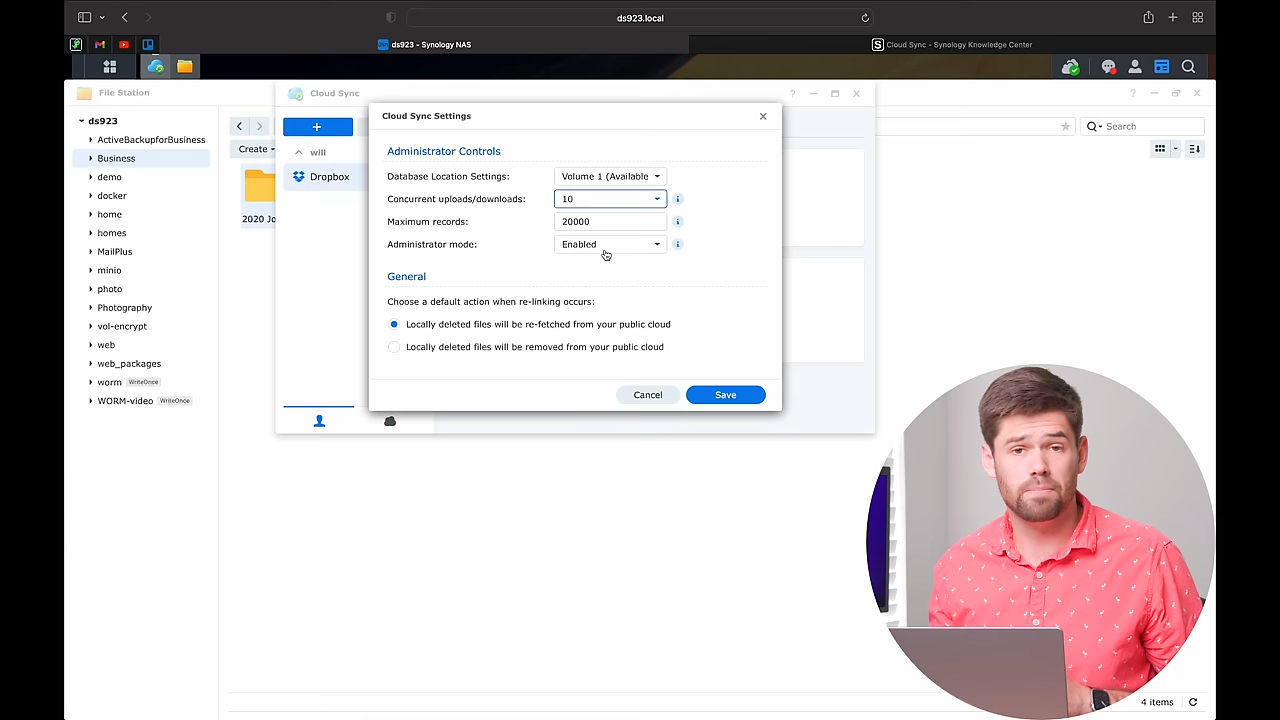 ds923.local
ds923 - Synology NAS
Cloud Sync - Synology Knowledge Center
File Station
ds923
ActiveBackupforBusiness
Business
demo
docker
home
homes
MailPlus
minio
photo
Photography
vol-encrypt
web
web_packages
worm WriteOnce
WORM-video WriteOnce
Create
Search
2020 Jo
4 items
Cloud Sync
will
Dropbox
Cloud Sync Settings
Administrator Controls
Database Location Settings: Volume 1 (Available
Concurrent uploads/downloads: 10
Maximum records: 20000
Administrator mode: Enabled
General
Choose a default action when re-linking occurs:
Locally deleted files will be re-fetched from your public cloud
Locally deleted files will be removed from your public cloud
Cancel Save